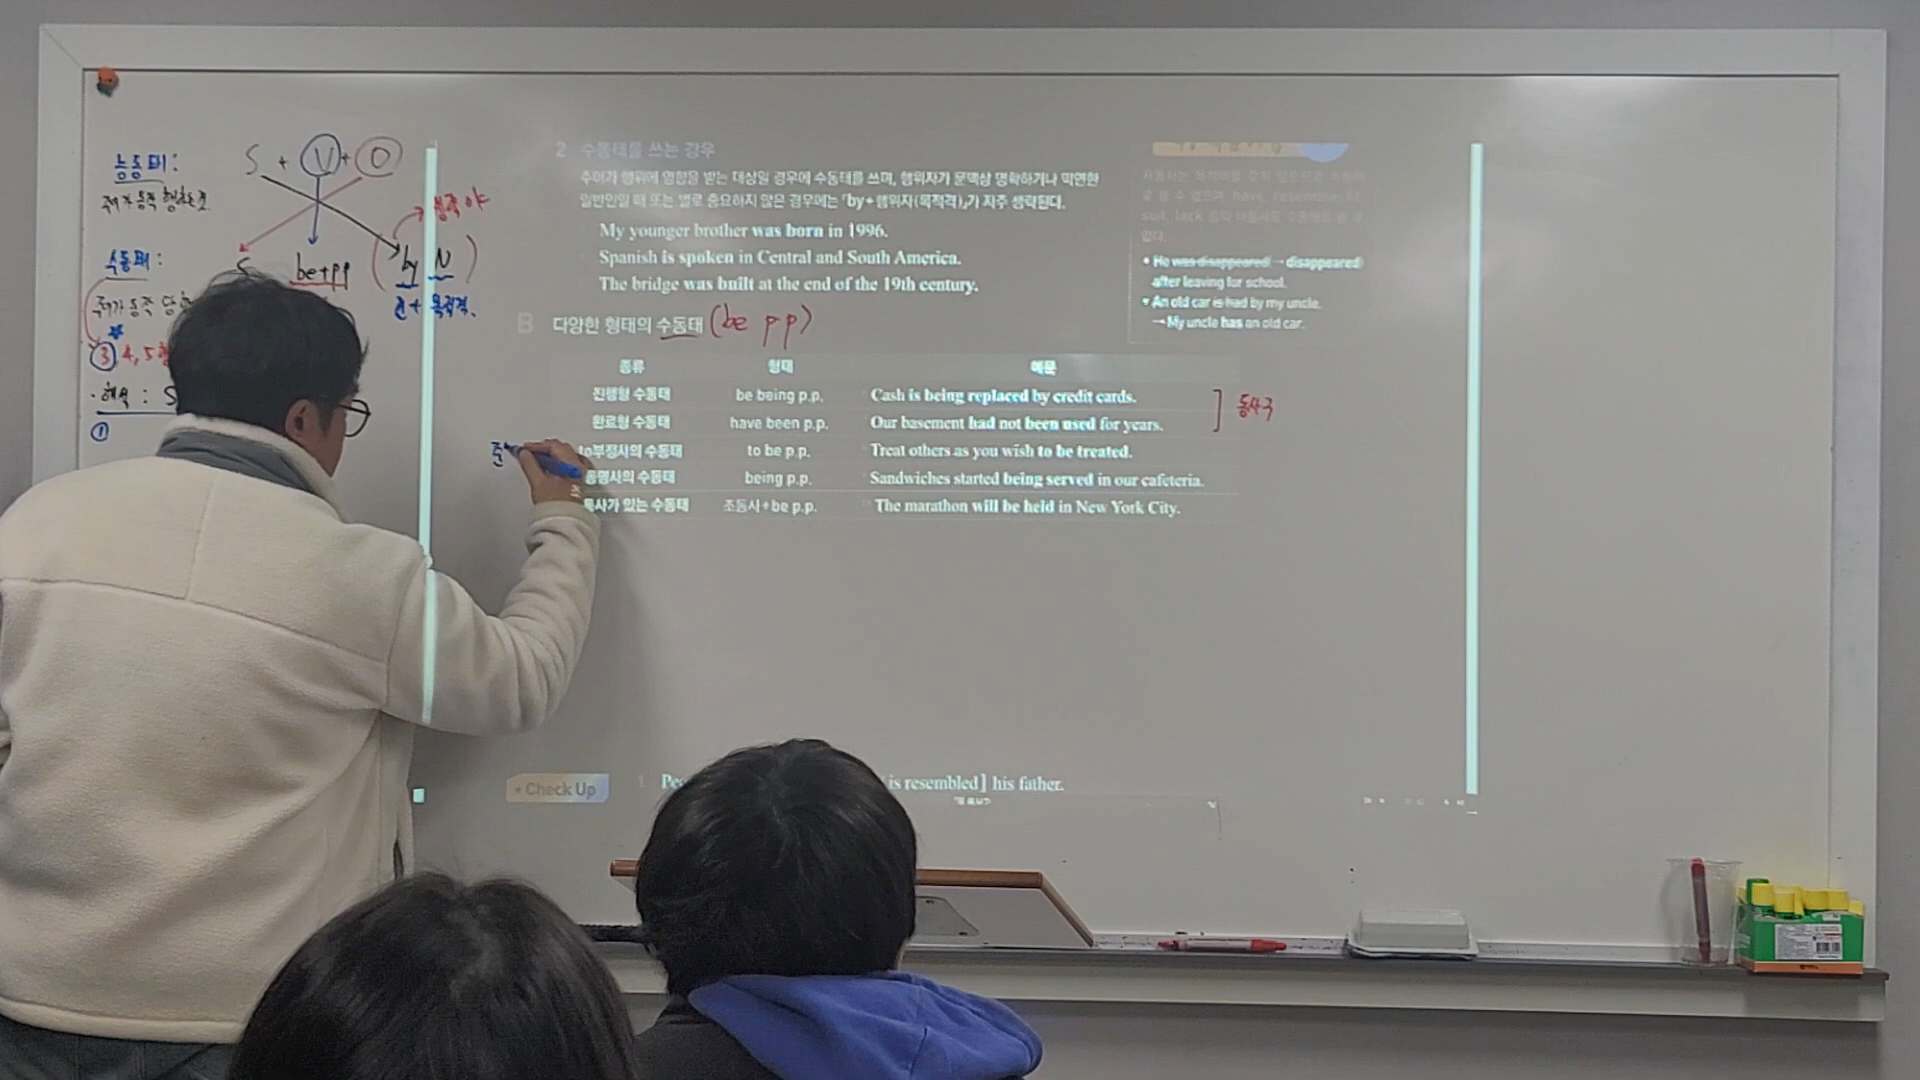 능동태:
S + V + O
주어가 동작 행하는것
수동태:
S be+pp (by N)
전 + 목적격.
주어가 동작 당
③, 4, 5형
· 해석 : S
①
2 수동태를 쓰는 경우
주어가 행위에 영향을 받는 대상일 경우에 수동태를 쓰며, 행위자가 문맥상 명확하거나 막연한
일반인일 때 또는 별로 중요하지 않은 경우에는 「by+행위자(목적격)」가 자주 생략된다.
My younger brother was born in 1996.
Spanish is spoken in Central and South America.
The bridge was built at the end of the 19th century.
자동사는 목적어를 갖지 않으므로 수동태
로 쓸 수 없으며, have, resemble, fit,
suit, lack 등의 타동사도 수동태로 쓸 수
없다.
• He was disappeared → disappeared
after leaving for school.
• An old car is had by my uncle.
→ My uncle has an old car.
B 다양한 형태의 수동태 (be pp)
종류 형태 예문
진행형 수동태 be being p.p. Cash is being replaced by credit cards.
완료형 수동태 have been p.p. Our basement had not been used for years.
] 동사구
to부정사의 수동태 to be p.p. Treat others as you wish to be treated.
동명사의 수동태 being p.p. Sandwiches started being served in our cafeteria.
동사가 있는 수동태 조동사+be p.p. The marathon will be held in New York City.
준
• Check Up 1 is resembled] his father.